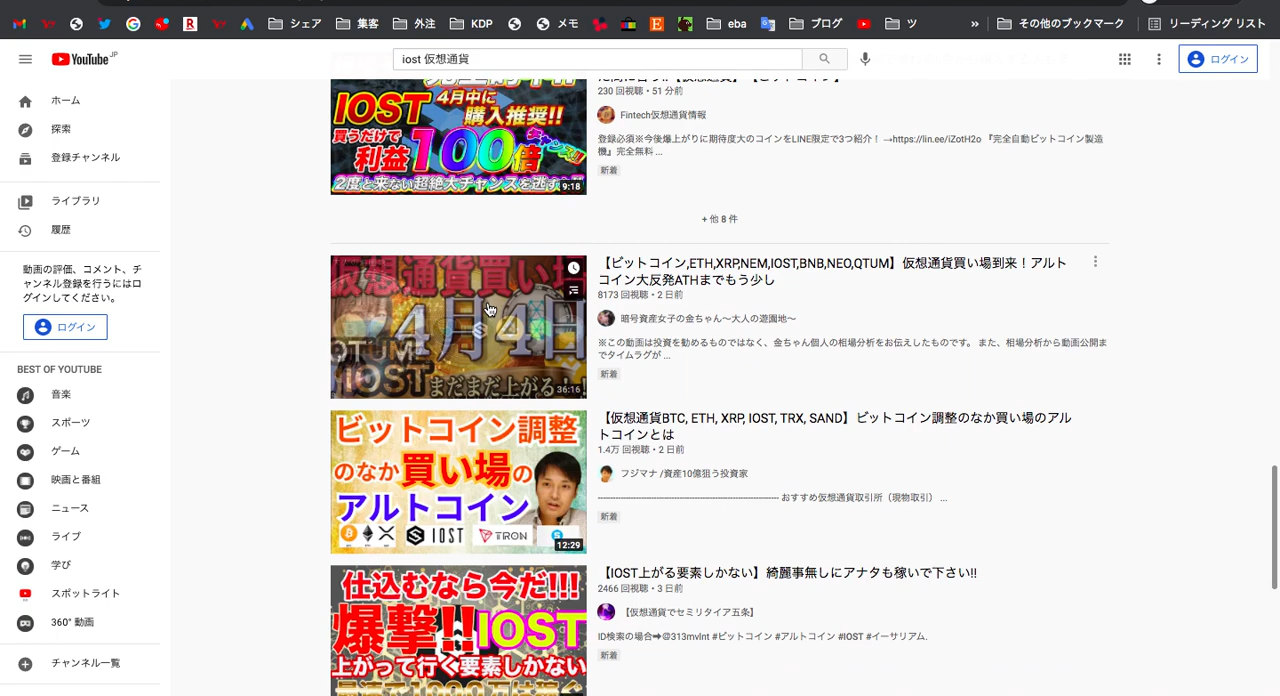 シェア
集客
外注
KDP
メモ
eba
ブログ
ツ
»
その他のブックマーク
リーディング リスト
YouTube JP
iost 仮想通貨
ログイン
ホーム
探索
登録チャンネル
ライブラリ
履歴
動画の評価、コメント、チ
ャンネル登録を行うにはロ
グインしてください。
ログイン
BEST OF YOUTUBE
音楽
スポーツ
ゲーム
映画と番組
ニュース
ライブ
学び
スポットライト
360° 動画
チャンネル一覧
IOST 4月中に
購入推奨!!
買うだけで
利益100倍
2度と来ない超絶大チャンスを逃す
9:18
230 回視聴・51 分前
Fintech仮想通貨情報
登録必須※今後爆上がりに期待度大のコインをLINE限定で3つ紹介！ →https://lin.ee/iZotH2o 『完全自動ビットコイン製造
機』完全無料 ...
新着
+ 他 8 件
仮想通貨買い場
4月4日
QTUM
IOST
まだまだ上がる
36:16
【ビットコイン,ETH,XRP,NEM,IOST,BNB,NEO,QTUM】仮想通貨買い場到来！アルト
コイン大反発ATHまでもう少し
8173 回視聴・2 日前
暗号資産女子の金ちゃん〜大人の遊園地〜
※この動画は投資を勧めるものではなく、金ちゃん個人の相場分析をお伝えしたものです。 また、相場分析から動画公開ま
でタイムラグが ...
新着
ビットコイン調整
のなか買い場の
アルトコイン
IOST
TRON
12:29
【仮想通貨BTC, ETH, XRP, IOST, TRX, SAND】ビットコイン調整のなか買い場のアル
トコインとは
1.4万 回視聴・2 日前
フジマナ /資産10億狙う投資家
---------------------------------------------------------------- おすすめ仮想通貨取引所（現物取引） ...
新着
仕込むなら今だ!!!
爆撃!!IOST
上がって行く要素しかない
【IOST上がる要素しかない】綺麗事無しにアナタも稼いで下さい!!
2466 回視聴・3 日前
【仮想通貨でセミリタイア五条】
ID検索の場合➡@313mvlnt #ビットコイン #アルトコイン #IOST #イーサリアム.
新着